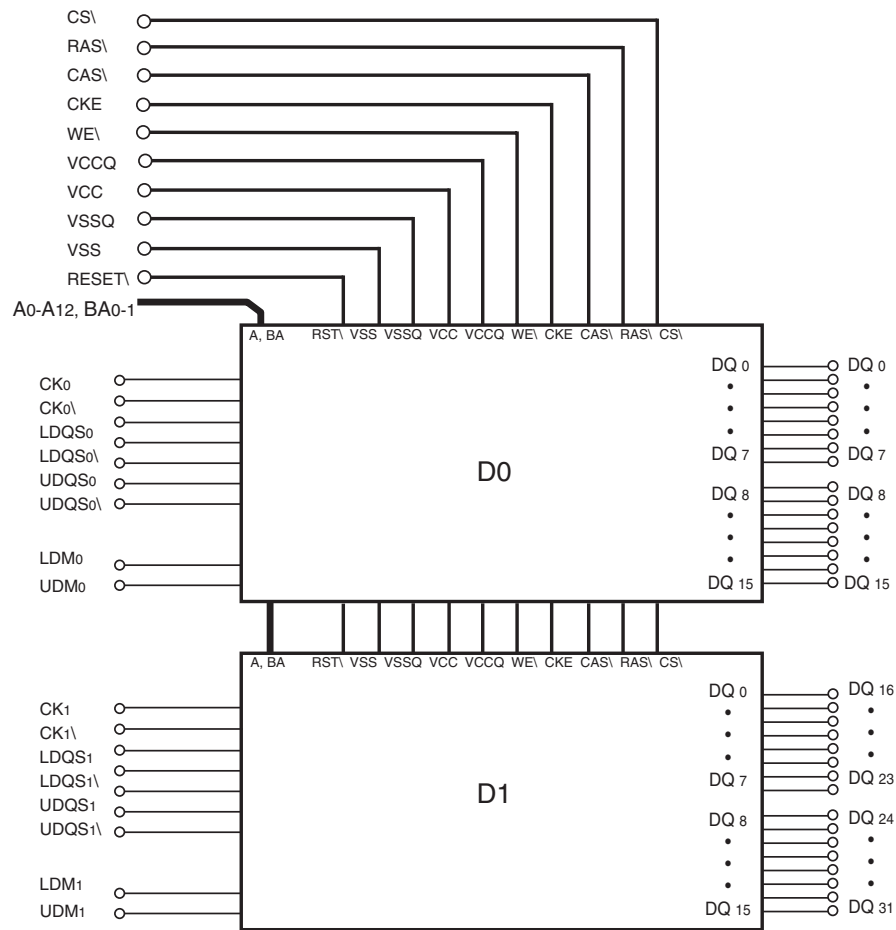 CS\
RAS\
CAS\
CKE
WE\
VCCQ
VCC
VSSQ
VSS
RESET\
A0-A12, BA0-1
A, BA RST\ VSS VSSQ VCC VCCQ WE\ CKE CAS\ RAS\ CS\
CK0
CK0\
LDQS0
LDQS0\
UDQS0
UDQS0\
LDM0
UDM0
D0
DQ 0 DQ 0
DQ 7 DQ 7
DQ 8 DQ 8
DQ 15 DQ 15
A, BA RST\ VSS VSSQ VCC VCCQ WE\ CKE CAS\ RAS\ CS\
CK1
CK1\
LDQS1
LDQS1\
UDQS1
UDQS1\
LDM1
UDM1
D1
DQ 0 DQ 16
DQ 7 DQ 23
DQ 8 DQ 24
DQ 15 DQ 31